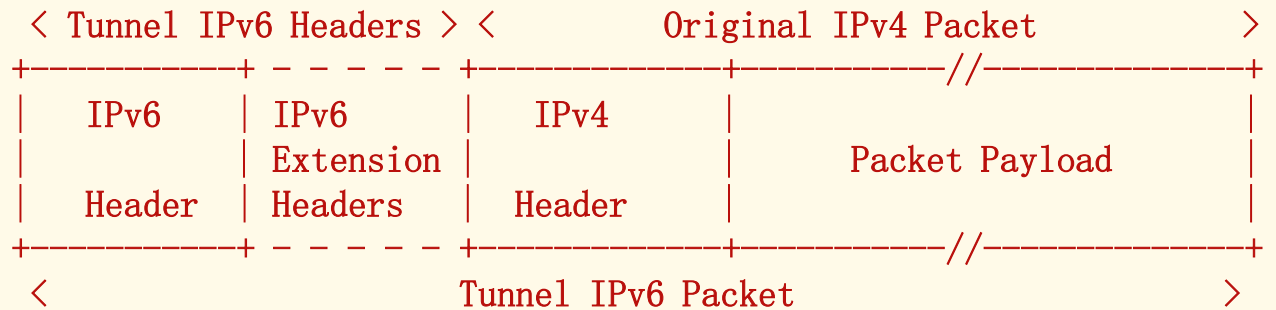 < Tunnel IPv6 Headers > <         Original IPv4 Packet           >
+-----------+ - - - - - +-------------+-----------//--------------+
|   IPv6    | IPv6      |   IPv4      |                           |
|           | Extension |             |      Packet Payload       |
|   Header  | Headers   |  Header     |                           |
+-----------+ - - - - - +-------------+-----------//--------------+
<                      Tunnel IPv6 Packet                       >